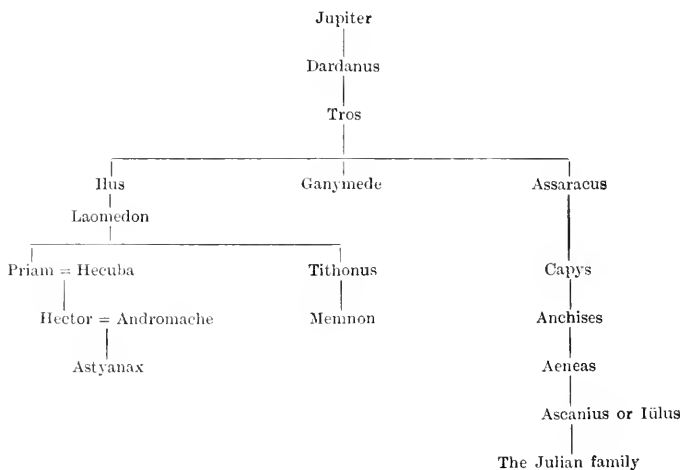 Jupiter
Dardanus
Tros
Ilus Ganymede Assaracus
Laomedon
Priam = Hecuba Tithonus Capys
Hector = Andromache Memnon Anchises
Astyanax Aeneas
Ascanius or Iülus
The Julian family